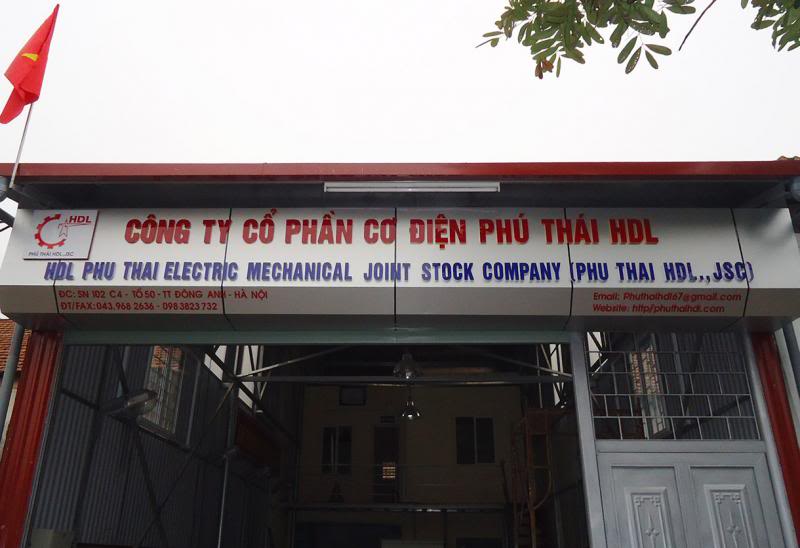 HDL
PHÚ THÁI HDL.,JSC
CÔNG TY CỔ PHẦN CƠ ĐIỆN PHÚ THÁI HDL
HDL PHU THAI ELECTRIC MECHANICAL JOINT STOCK COMPANY (PHU THAI HDL.,JSC)
ĐC: SN 102 C4 - TỔ 50 - TT ĐÔNG ANH - HÀ NỘI
ĐT/FAX: 043.968 2636 - 098 3823 732
Email: Phuthaihdl67@gmail.com
Website: http/phuthaihdl.com